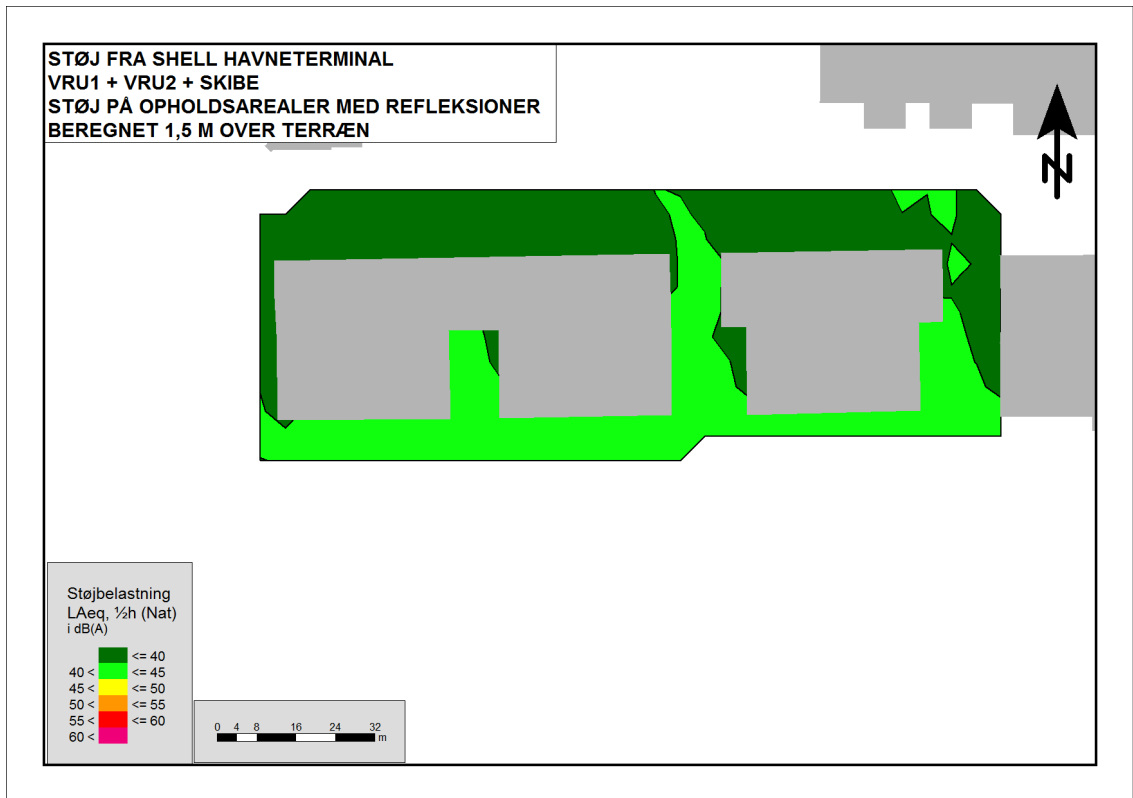 STØJ FRA SHELL HAVNETERMINAL
VRU1 + VRU2 + SKIBE
STØJ PÅ OPHOLDSAREALER MED REFLEKSIONER
BEREGNET 1,5 M OVER TERRÆN
N
Støjbelastning
LAeq, ½h (Nat)
i dB(A)
<= 40
40 < <= 45
45 < <= 50
50 < <= 55
55 < <= 60
60 <
0 4 8 16 24 32
m